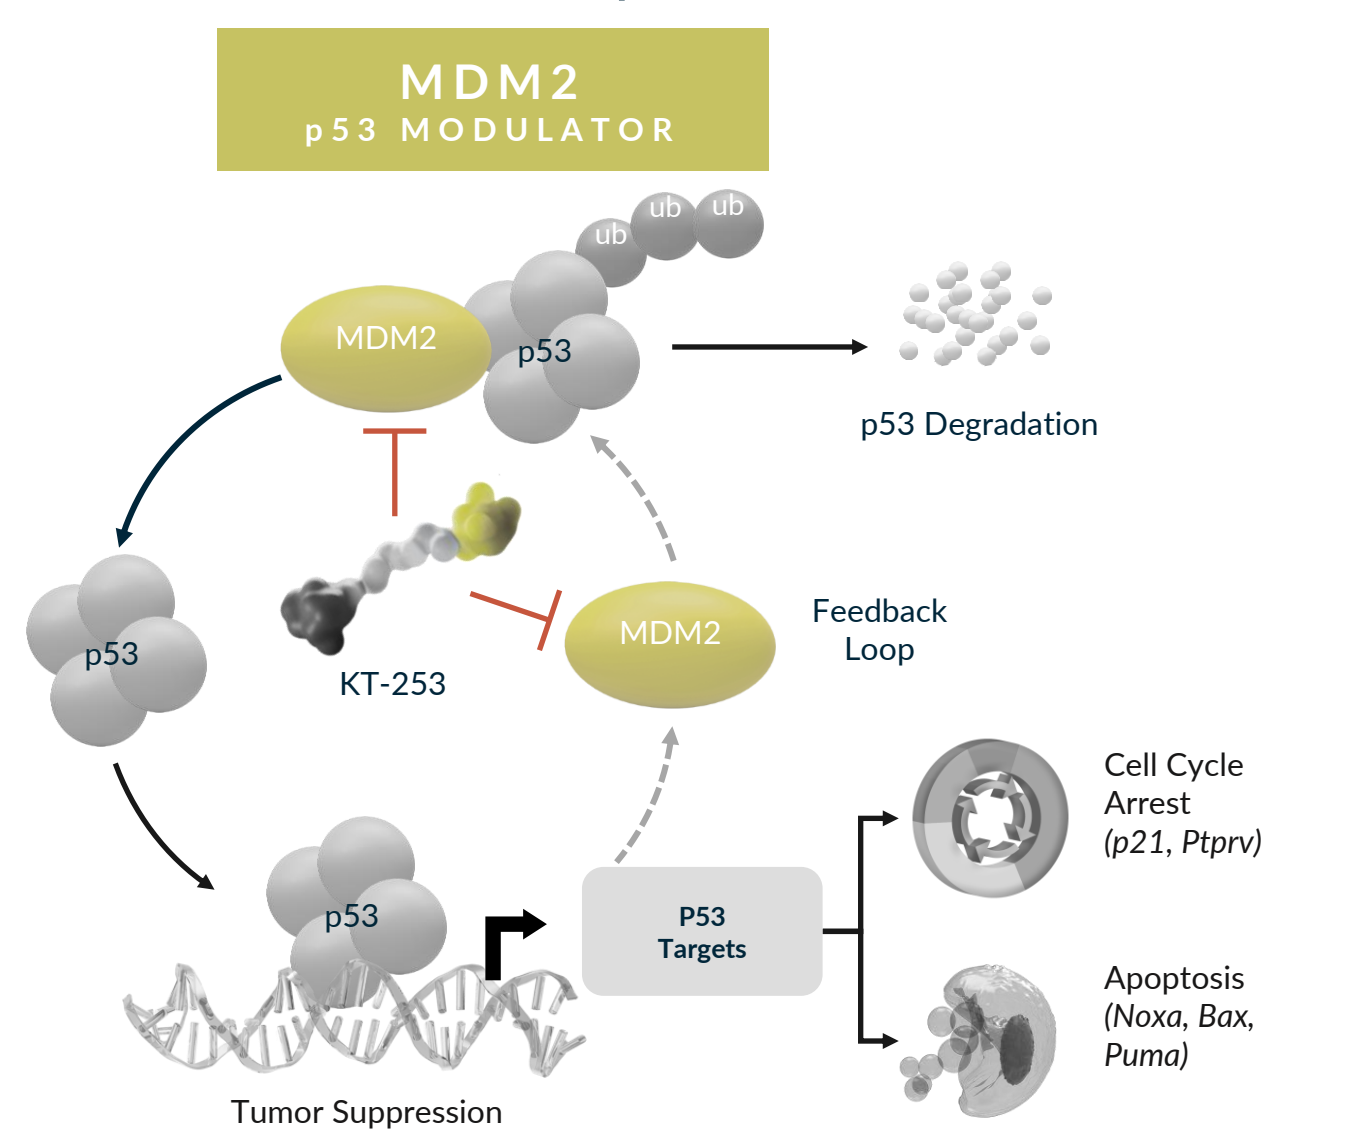 MDM2
p53 MODULATOR
ub
ub
ub
MDM2
p53
p53 Degradation
MDM2
Feedback
Loop
KT-253
p53
p53
P53
Targets
Cell Cycle
Arrest
(p21, Ptprv)
Apoptosis
(Noxa, Bax,
Puma)
Tumor Suppression